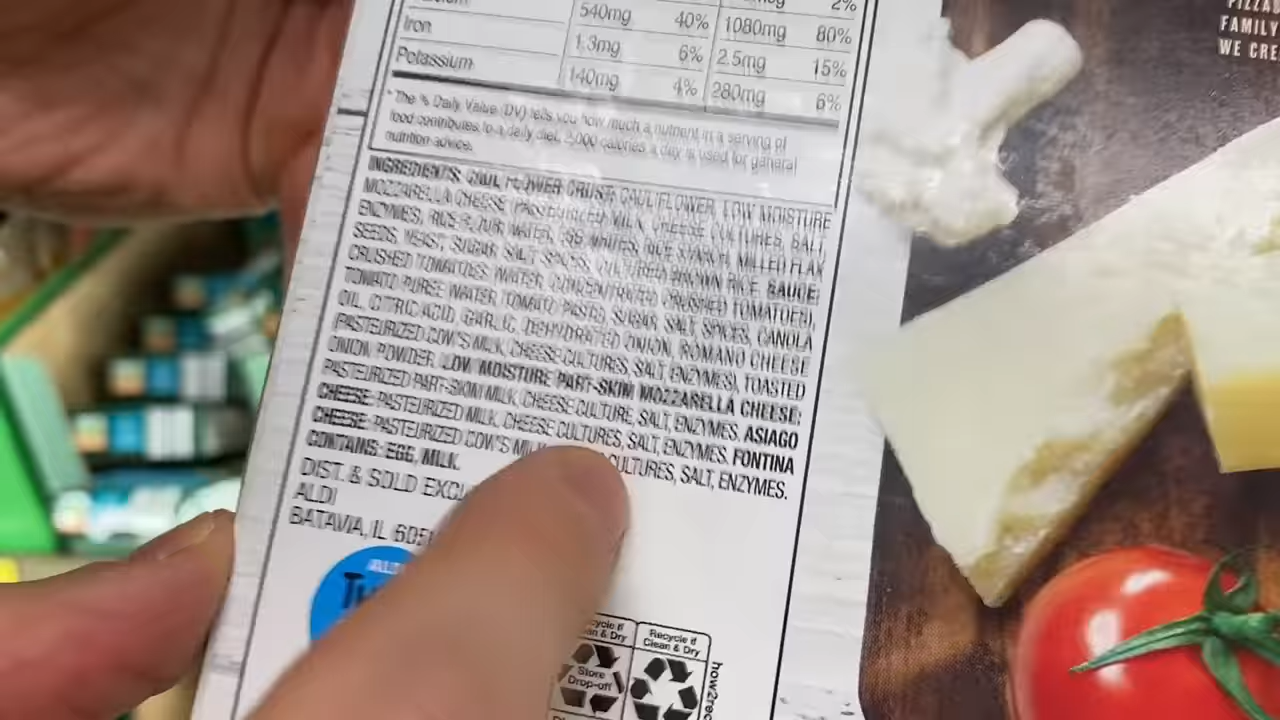 2%
540mg 40% 1080mg 80%
Iron 1.3mg 6% 2.5mg 15%
Potassium 140mg 4% 280mg 6%
*The % Daily Value (DV) tells you how much a nutrient in a serving of
food contributes to a daily diet. 2,000 calories a day is used for general
nutrition advice.
INGREDIENTS: CAULIFLOWER CRUST: CAULIFLOWER, LOW MOISTURE
MOZZARELLA CHEESE (PASTEURIZED MILK, CHEESE CULTURES, SALT,
ENZYMES), RICE FLOUR, WATER, EGG WHITES, RICE STARCH, MILLED FLAX
SEEDS, YEAST, SUGAR, SALT, SPICES, CULTURED BROWN RICE. SAUCE:
CRUSHED TOMATOES (WATER, CONCENTRATED CRUSHED TOMATOES),
TOMATO PUREE (WATER, TOMATO PASTE), SUGAR, SALT, SPICES, CANOLA
OIL, CITRIC ACID, GARLIC, DEHYDRATED ONION, ROMANO CHEESE
(PASTEURIZED COW'S MILK, CHEESE CULTURES, SALT, ENZYMES), TOASTED
ONION POWDER. LOW MOISTURE PART-SKIM MOZZARELLA CHEESE:
PASTEURIZED PART-SKIM MILK, CHEESE CULTURE, SALT, ENZYMES. ASIAGO
CHEESE: PASTEURIZED MILK, CHEESE CULTURES, SALT, ENZYMES. FONTINA
CHEESE: PASTEURIZED COW'S MILK CULTURES, SALT, ENZYMES.
CONTAINS: EGG, MILK.
DIST. & SOLD
ALDI
BATAVIA, IL
Recycle if
Clean & Dry
Store
Drop-off
FAMILY
WE CRE